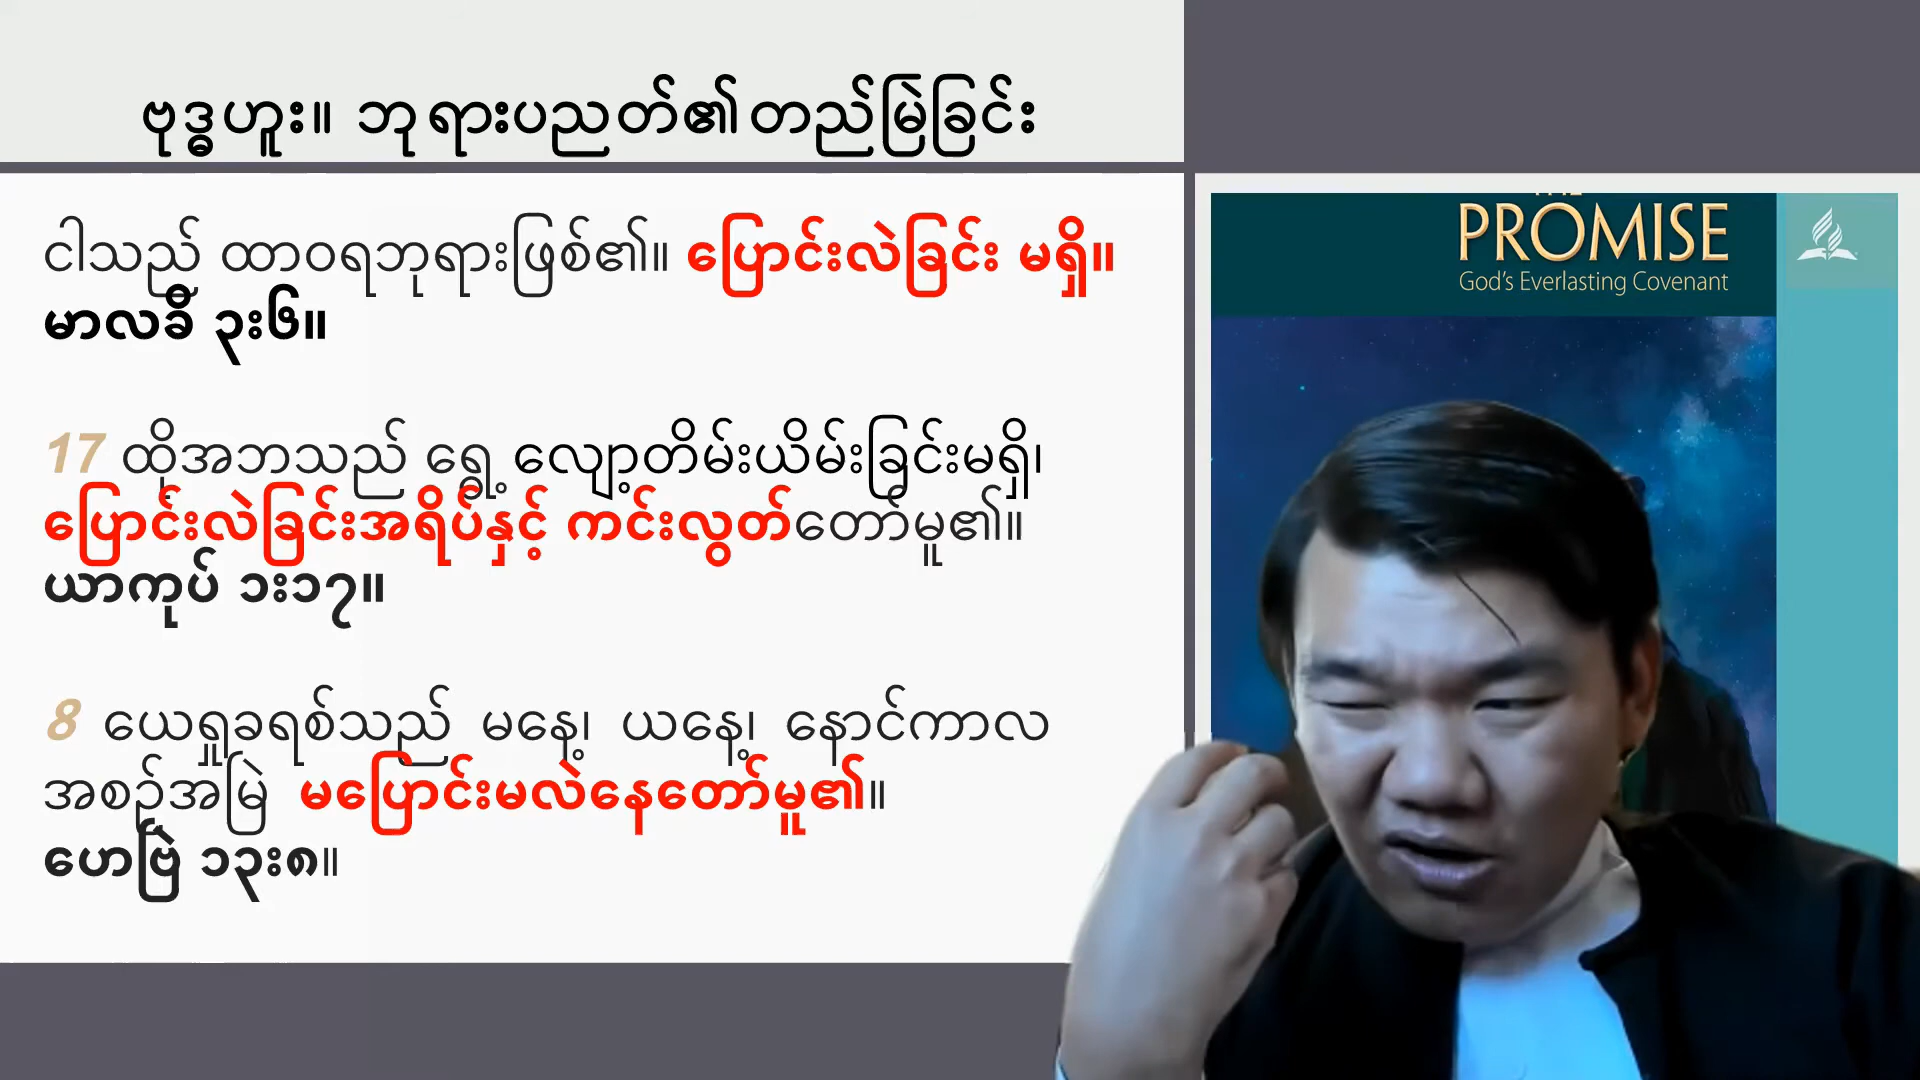 ဗုဒ္ဓဟူး။ ဘုရားပညတ်၏တည်မြဲခြင်း
ငါသည် ထာဝရဘုရားဖြစ်၏။ ပြောင်းလဲခြင်း မရှိ။
မာလခိ ၃း၆။
17 ထိုအဘသည် ရွေ့လျော့တိမ်းယိမ်းခြင်းမရှိ၊
ပြောင်းလဲခြင်းအရိပ်နှင့် ကင်းလွတ်တော်မူ၏။
ယာကုပ် ၁း၁၇။
8 ယေရှုခရစ်သည် မနေ့၊ ယနေ့၊ နောင်ကာလ
အစဉ်အမြဲ မပြောင်းမလဲနေတော်မူ၏။
ဟေဗြဲ ၁၃း၈။
PROMISE
God's Everlasting Covenant